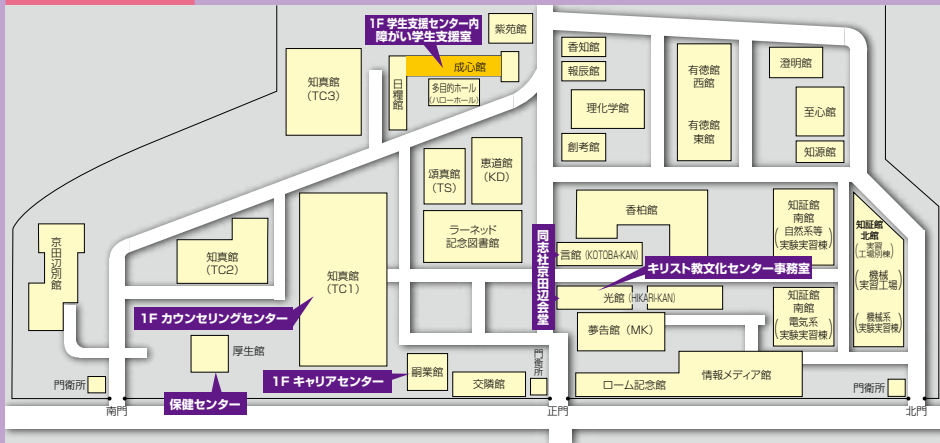 1F 学生支援センター内
障がい学生支援室
紫苑館
成心館
日糧館
多目的ホール
(ハローホール)
知真館
(TC3)
香知館
報辰館
理化学館
創考館
有徳館
西館
有徳館
東館
澄明館
至心館
知源館
頌真館
(TS)
恵道館
(KD)
ラーネッド
記念図書館
京田辺別館
知真館
(TC2)
知真館
(TC1)
香柏館
知証館
南館
(自然系等
実験実習棟)
知証館
北館
(実習
工場別棟)
(機械
実習工場)
(機械系
実験実習棟)
同志社京田辺会堂
言館 (KOTOBA-KAN)
キリスト教文化センター事務室
光館 (HIKARI-KAN)
夢告館 (MK)
知証館
南館
(電気系
実験実習棟)
1F カウンセリングセンター
厚生館
保健センター
1F キャリアセンター
嗣業館
交隣館
門衛所
ローム記念館
情報メディア館
門衛所
門衛所
南門
正門
北門